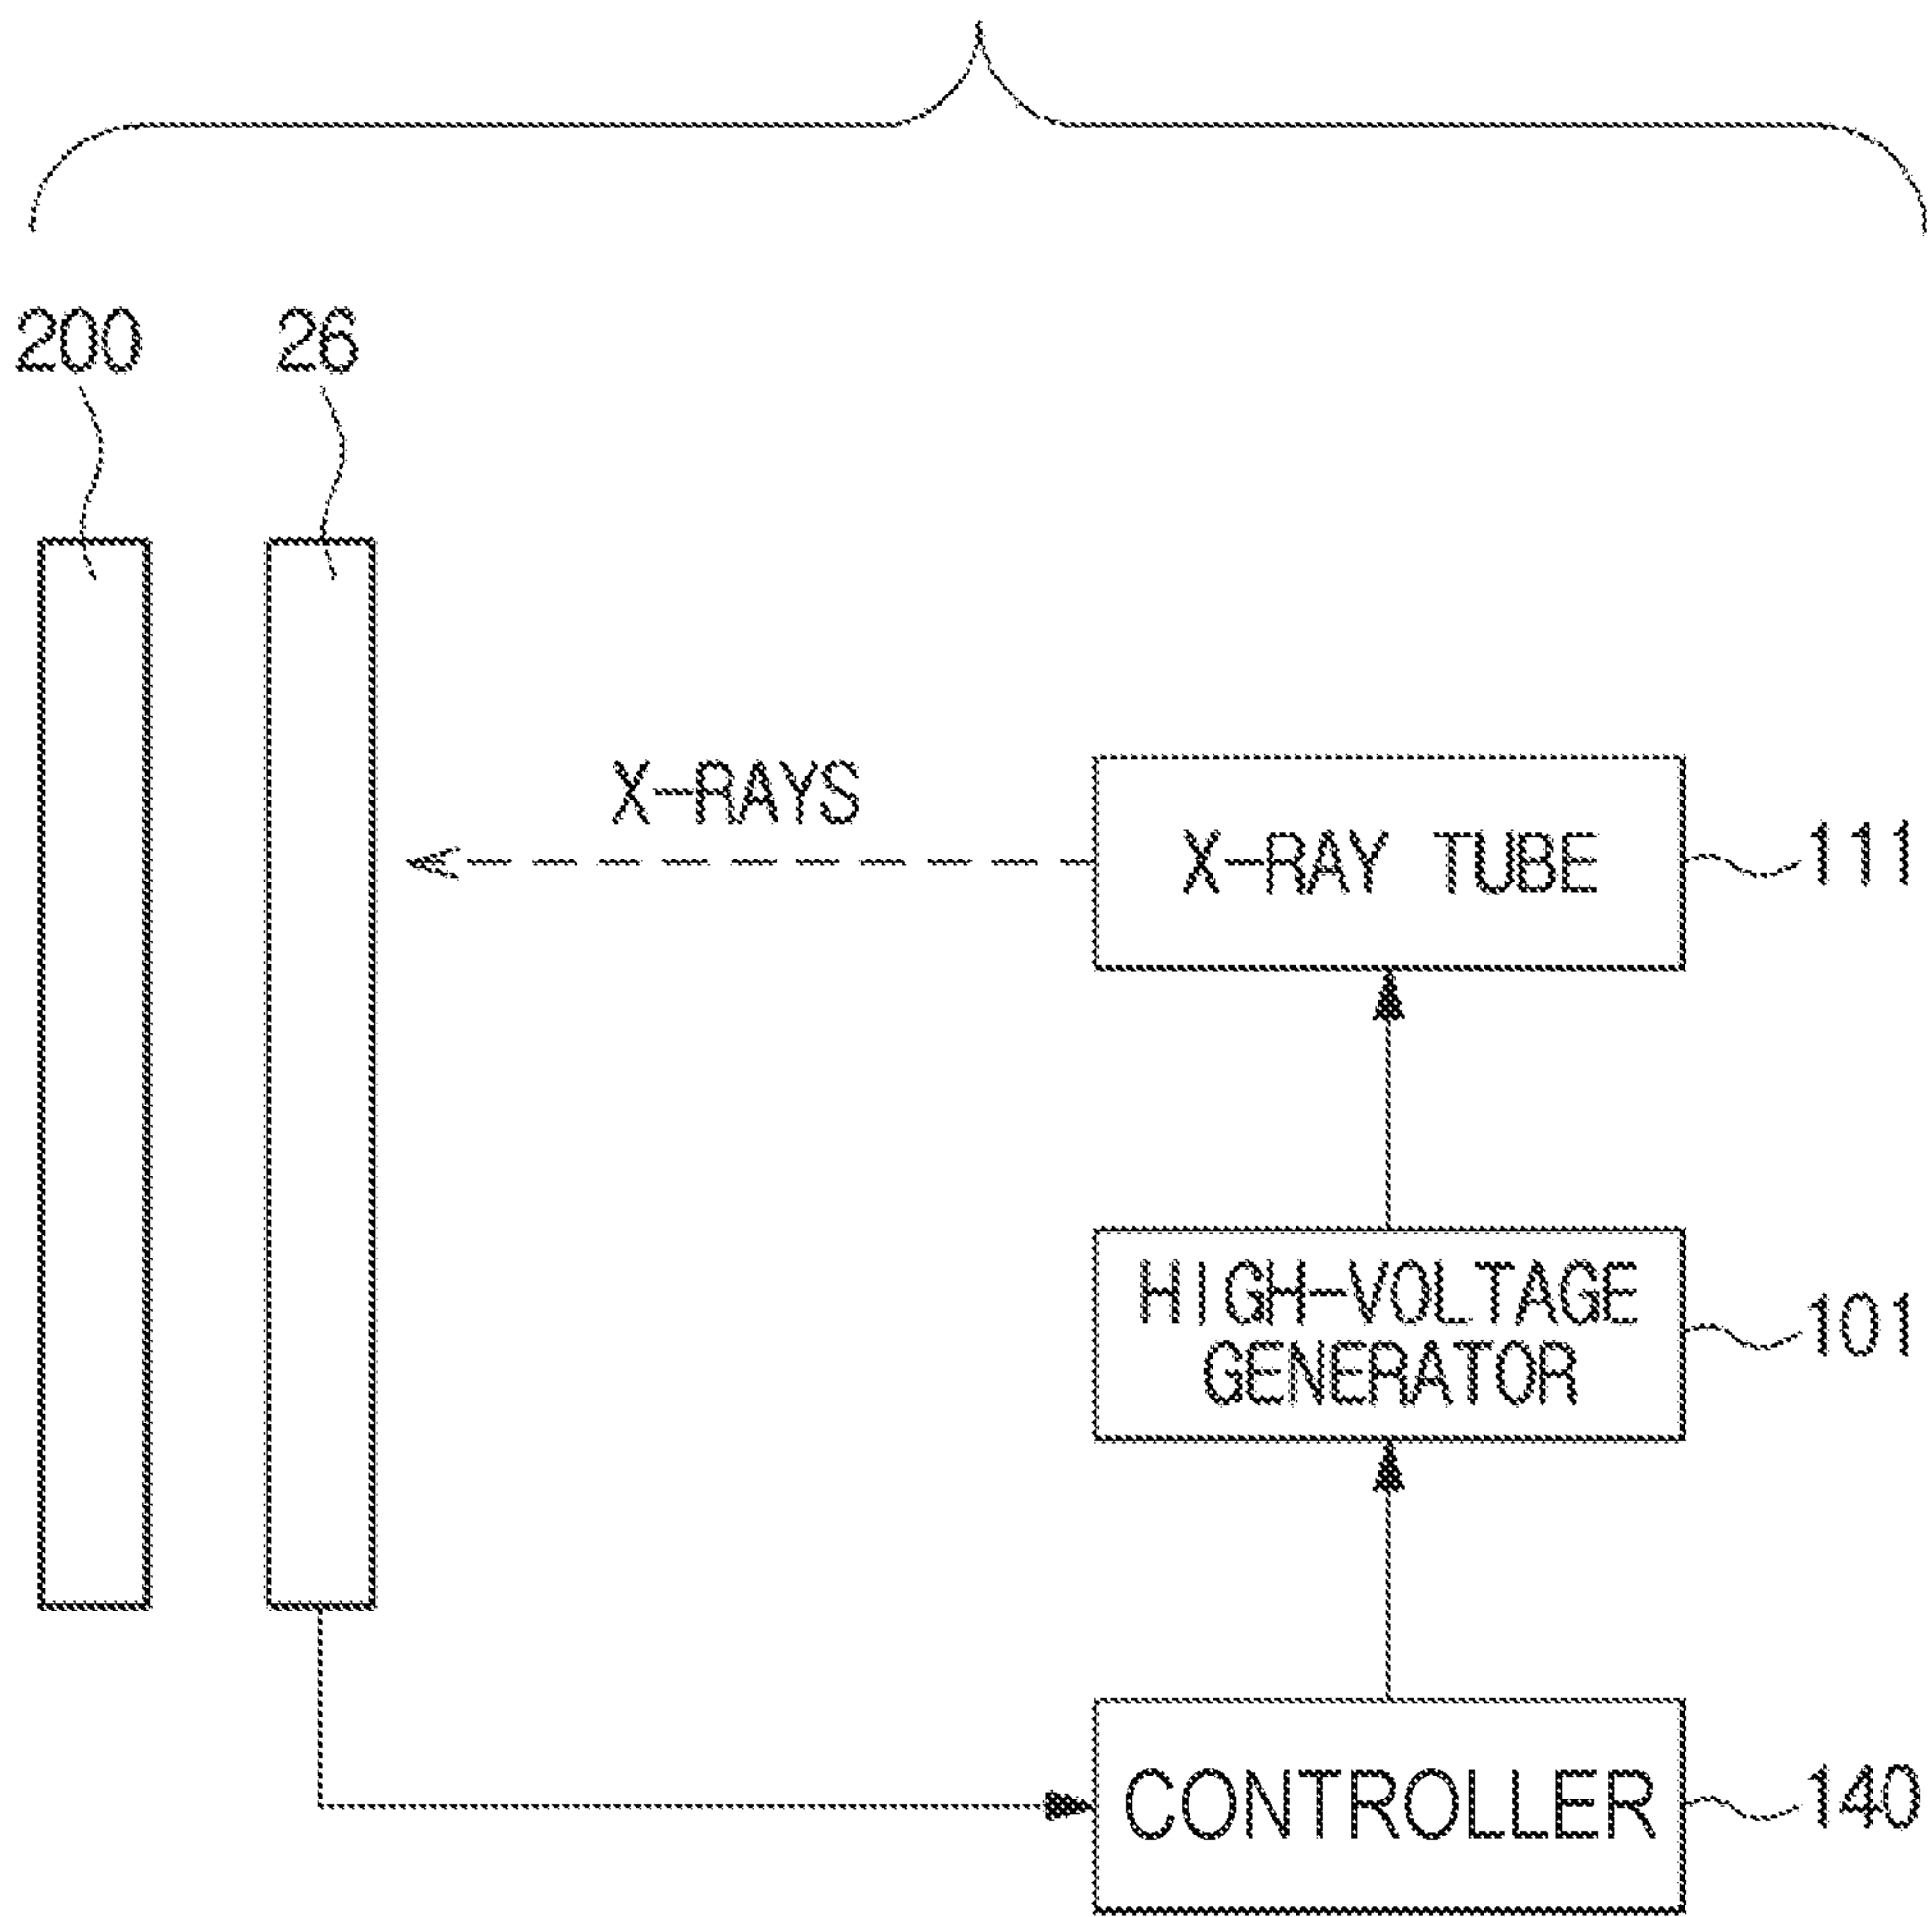 200
26
X-RAYS
X-RAY TUBE
111
HIGH-VOLTAGE
GENERATOR
101
CONTROLLER
140